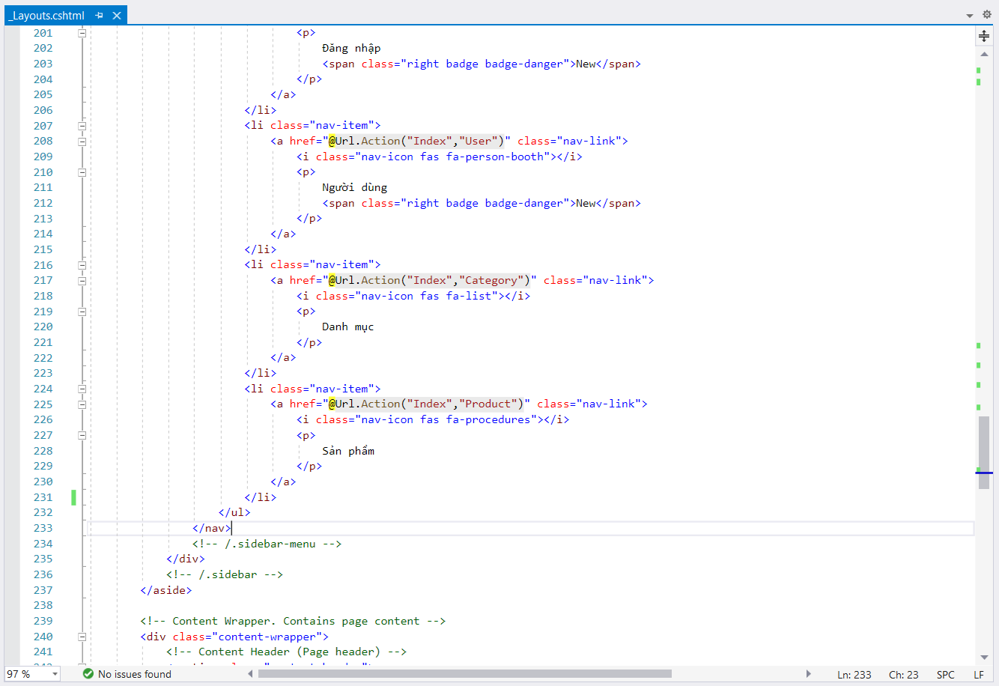 _Layouts.cshtml
201 <p>
202 Đăng nhập
203 <span class="right badge badge-danger">New</span>
204 </p>
205 </a>
206 </li>
207 <li class="nav-item">
208 <a href="@Url.Action("Index","User")" class="nav-link">
209 <i class="nav-icon fas fa-person-booth"></i>
210 <p>
211 Người dùng
212 <span class="right badge badge-danger">New</span>
213 </p>
214 </a>
215 </li>
216 <li class="nav-item">
217 <a href="@Url.Action("Index","Category")" class="nav-link">
218 <i class="nav-icon fas fa-list"></i>
219 <p>
220 Danh mục
221 </p>
222 </a>
223 </li>
224 <li class="nav-item">
225 <a href="@Url.Action("Index","Product")" class="nav-link">
226 <i class="nav-icon fas fa-procedures"></i>
227 <p>
228 Sản phẩm
229 </p>
230 </a>
231 </li>
232 </ul>
233 </nav>
234 <!-- /.sidebar-menu -->
235 </div>
236 <!-- /.sidebar -->
237 </aside>
238
239 <!-- Content Wrapper. Contains page content -->
240 <div class="content-wrapper">
241 <!-- Content Header (Page header) -->
97 % No issues found Ln: 233 Ch: 23 SPC LF